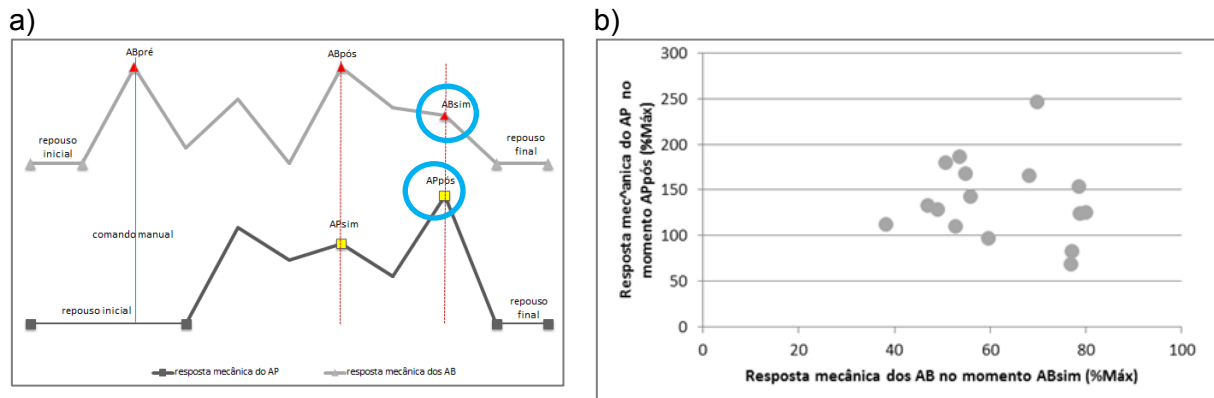 a)
ABpré
ABpós
ABsim
repouso
inicial
repouso
final
APpós
APsim
comando manual
repouso inicial
repouso
final
resposta mecânica do AP
resposta mecânica dos AB
b)
Resposta mec^anica do AP no
momento APpós (%Máx)
300
250
200
150
100
50
0
0 20 40 60 80 100
Resposta mecânica dos AB no momento ABsim (%Máx)